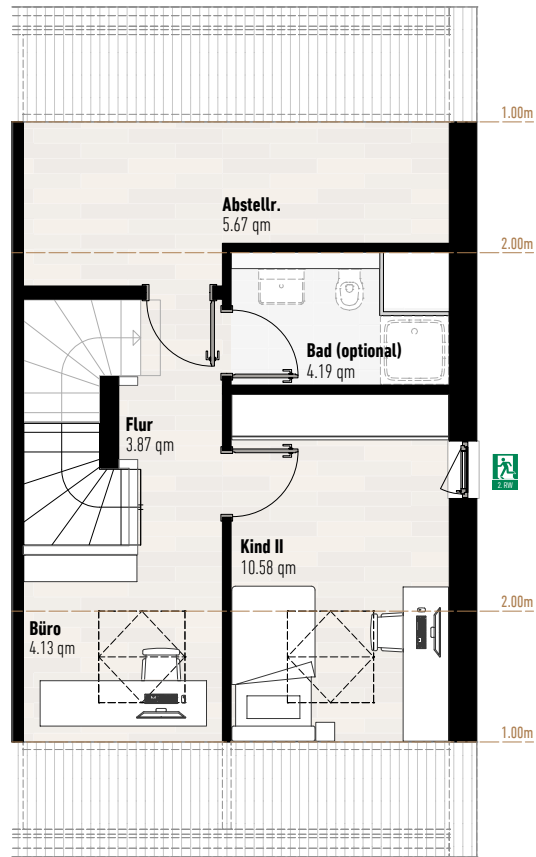 1.00m
Abstellr.
5.67 qm
2.00m
Bad (optional)
4.19 qm
Flur
3.87 qm
2. RW
Kind II
10.58 qm
2.00m
Büro
4.13 qm
1.00m